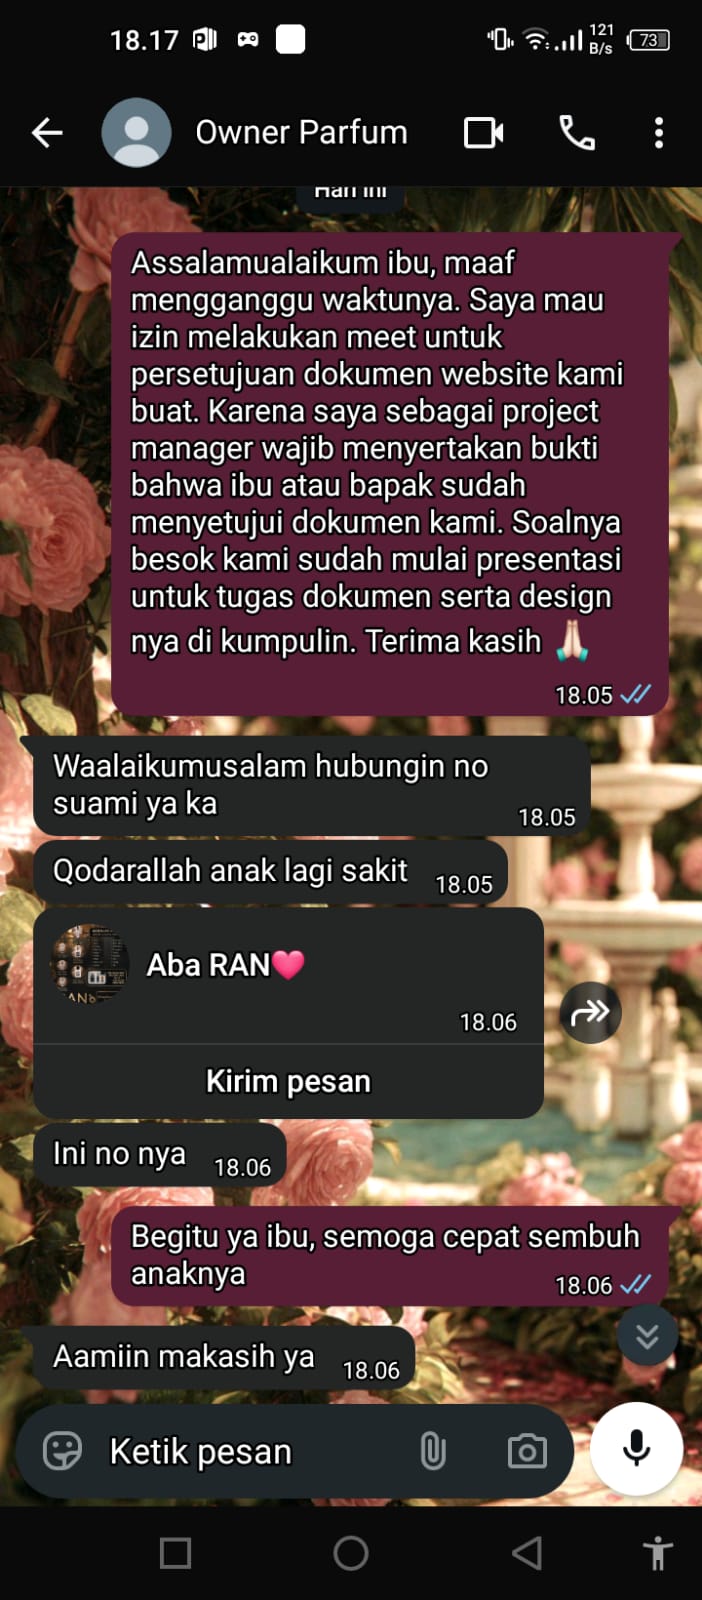 18.17
121
B/s
73
Owner Parfum
Hari ini
Assalamualaikum ibu, maaf
mengganggu waktunya. Saya mau
izin melakukan meet untuk
persetujuan dokumen website kami
buat. Karena saya sebagai project
manager wajib menyertakan bukti
bahwa ibu atau bapak sudah
menyetujui dokumen kami. Soalnya
besok kami sudah mulai presentasi
untuk tugas dokumen serta design
nya di kumpulin. Terima kasih 🙏🏻
18.05
Waalaikumusalam hubungin no
suami ya ka
18.05
Qodarallah anak lagi sakit 18.05
Aba RAN🩷
18.06
Kirim pesan
Ini no nya 18.06
Begitu ya ibu, semoga cepat sembuh
anaknya
18.06
Aamiin makasih ya 18.06
Ketik pesan